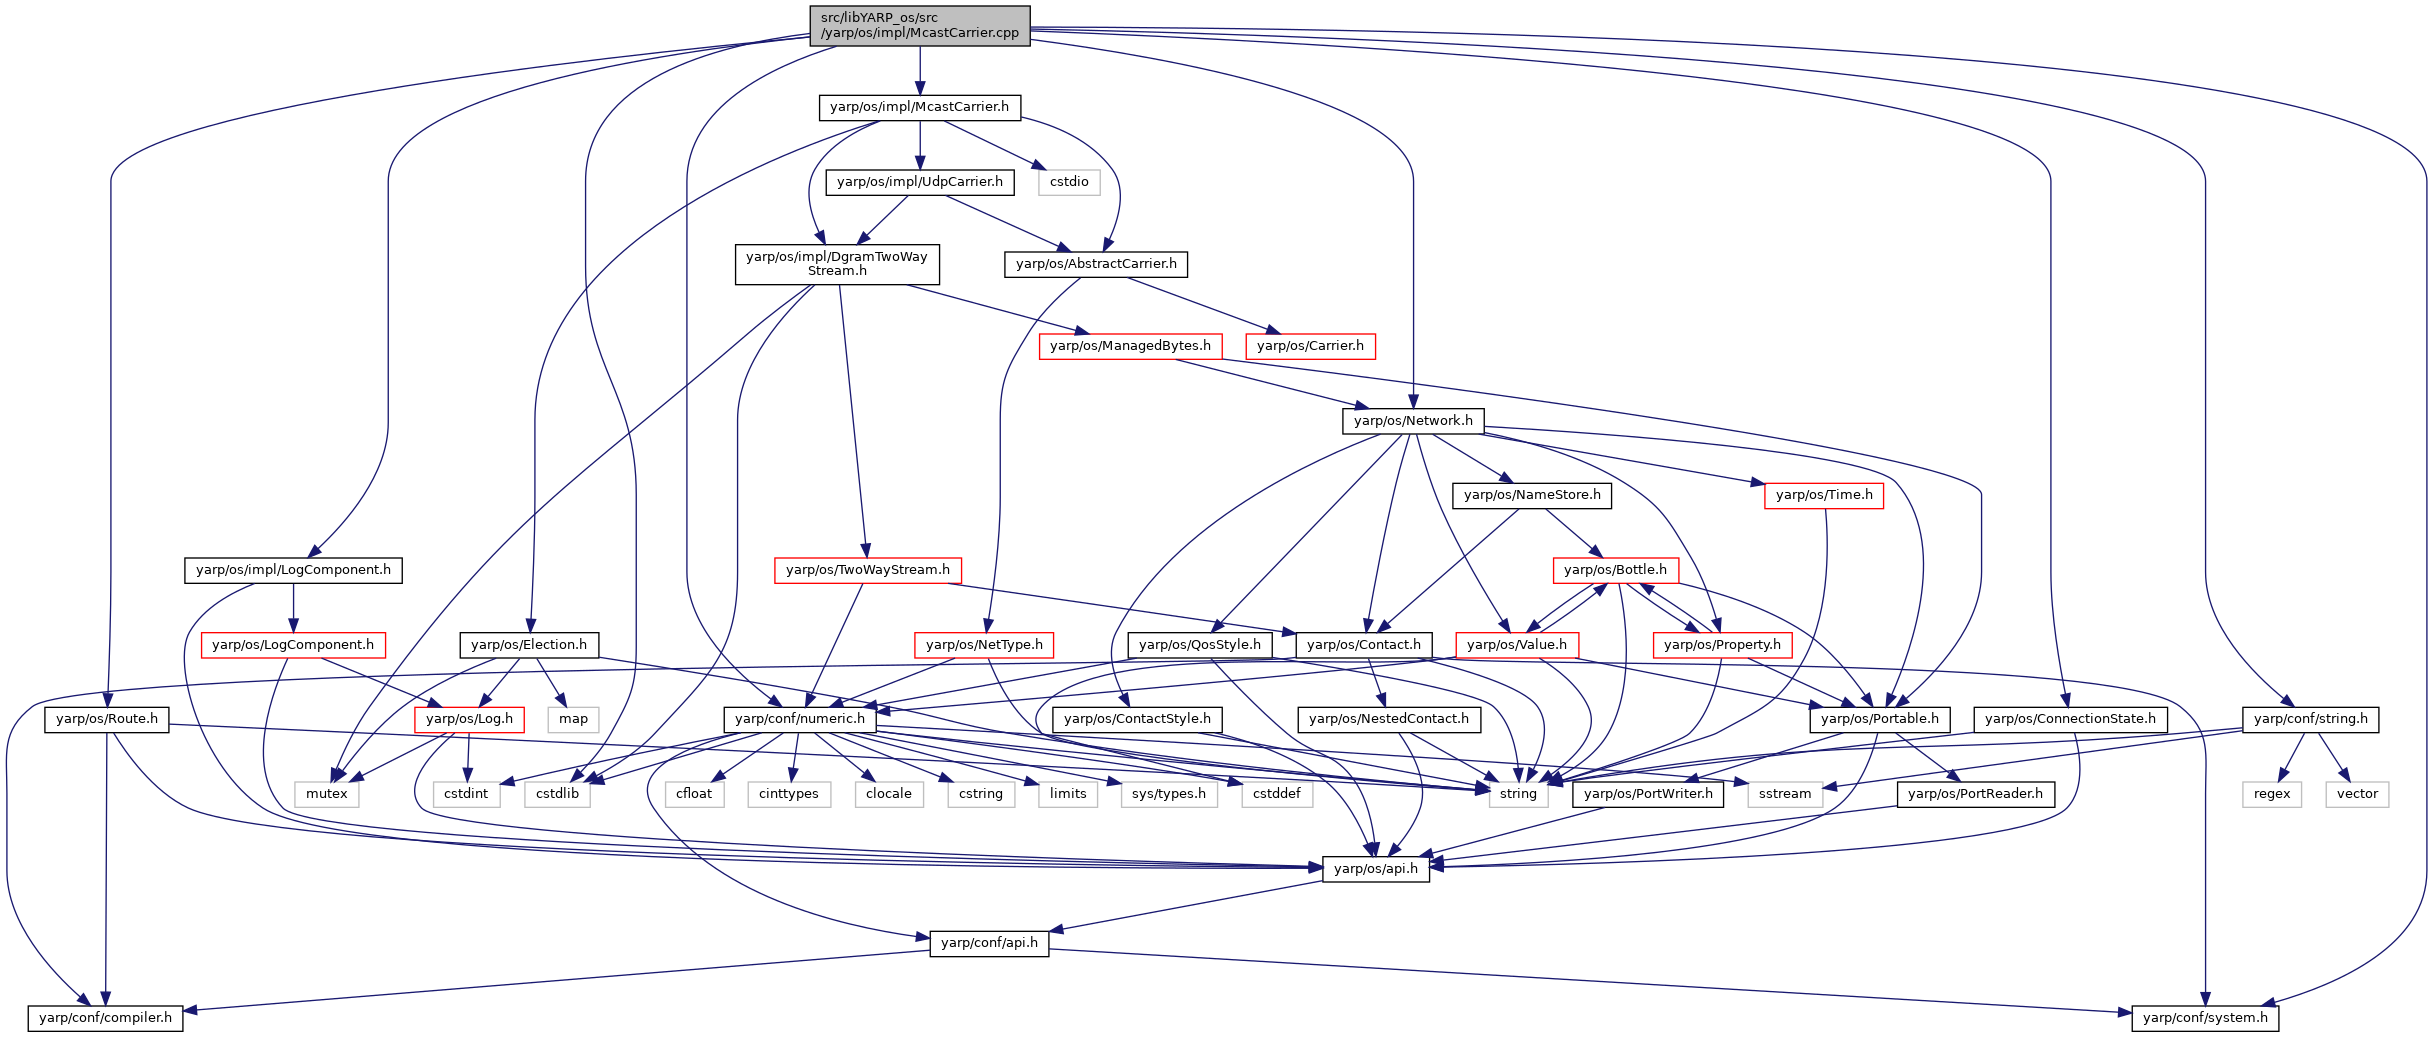 src/libYARP_os/src
/yarp/os/impl/McastCarrier.cpp
yarp/os/impl/McastCarrier.h
yarp/os/impl/UdpCarrier.h
cstdio
yarp/os/impl/DgramTwoWay
Stream.h
yarp/os/AbstractCarrier.h
yarp/os/ManagedBytes.h
yarp/os/Carrier.h
yarp/os/Network.h
yarp/os/NameStore.h
yarp/os/Time.h
yarp/os/impl/LogComponent.h
yarp/os/TwoWayStream.h
yarp/os/Bottle.h
yarp/os/LogComponent.h
yarp/os/Election.h
yarp/os/NetType.h
yarp/os/QosStyle.h
yarp/os/Contact.h
yarp/os/Value.h
yarp/os/Property.h
yarp/os/Route.h
yarp/os/Log.h
map
yarp/conf/numeric.h
yarp/os/ContactStyle.h
yarp/os/NestedContact.h
yarp/os/Portable.h
yarp/os/ConnectionState.h
yarp/conf/string.h
mutex
cstdint
cstdlib
cfloat
cinttypes
clocale
cstring
limits
sys/types.h
cstddef
string
yarp/os/PortWriter.h
sstream
yarp/os/PortReader.h
regex
vector
yarp/os/api.h
yarp/conf/api.h
yarp/conf/compiler.h
yarp/conf/system.h